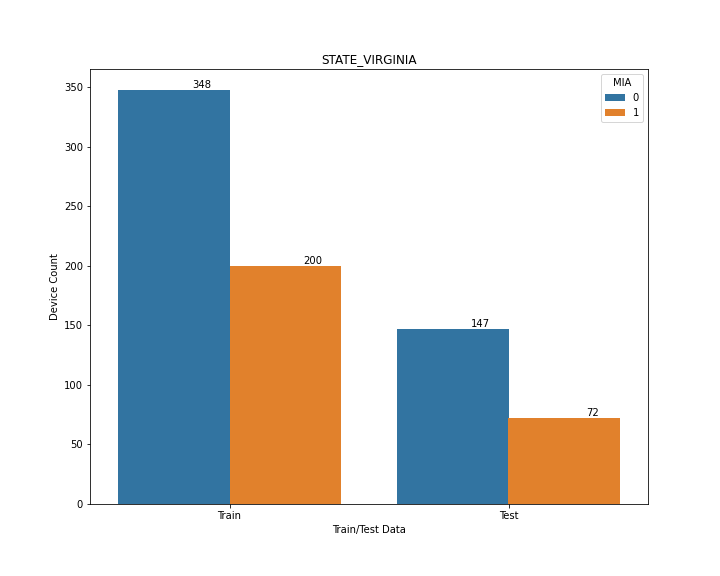 STATE_VIRGINIA
MIA
0
1
348
200
147
72
350
300
250
200
150
100
50
0
Device Count
Train
Test
Train/Test Data